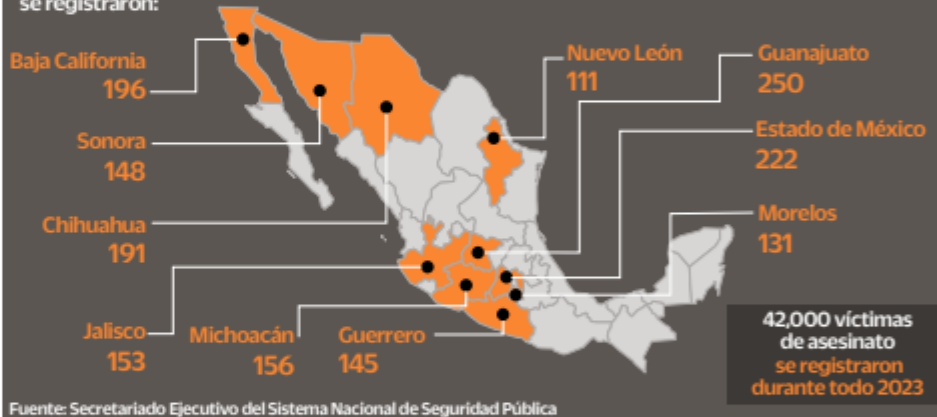 se registraron:
Baja California
196
Sonora
148
Chihuahua
191
Jalisco
153
Michoacán
156
Guerrero
145
Nuevo León
111
Guanajuato
250
Estado de México
222
Morelos
131
42,000 víctimas
de asesinato
se registraron
durante todo 2023
Fuente: Secretariado Ejecutivo del Sistema Nacional de Seguridad Pública